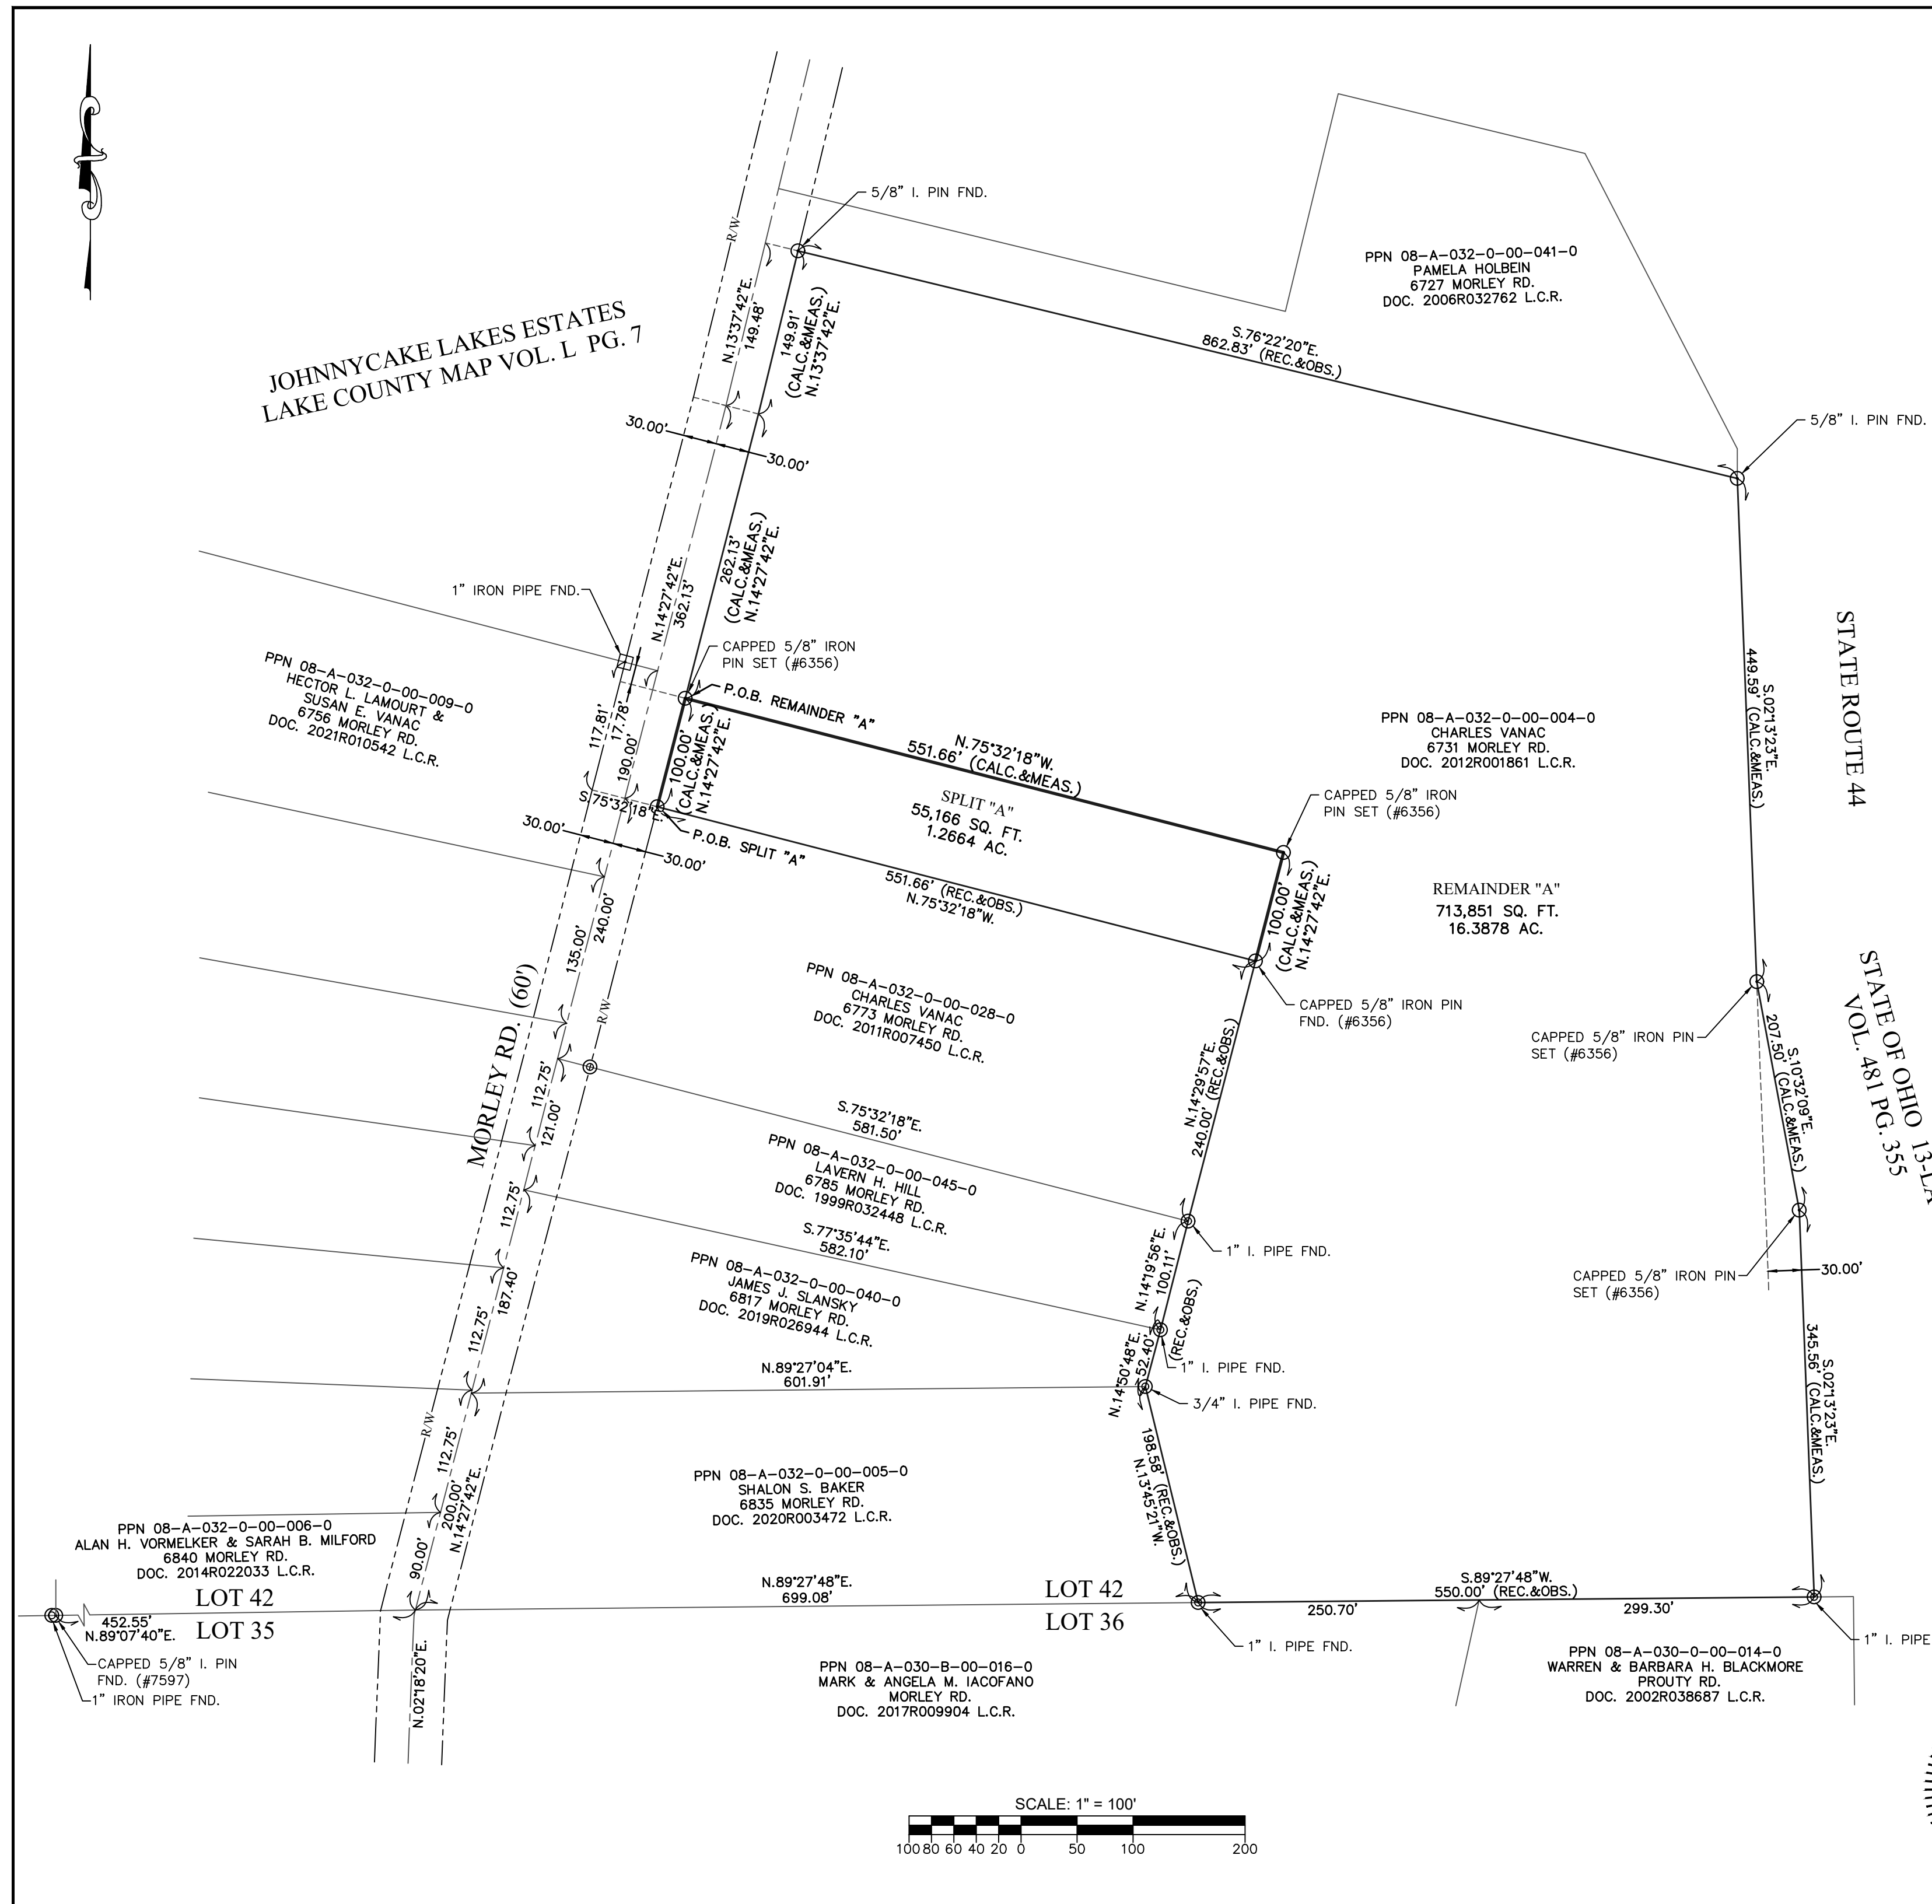 5/8" I. PIN FND.
R/W
PPN 08-A-032-0-00-041-0
PAMELA HOLBEIN
6727 MORLEY RD.
DOC. 2006R032762 L.C.R.
JOHNNYCAKE LAKES ESTATES
LAKE COUNTY MAP VOL. L PG. 7
N.13°37'42"E.
149.48'
149.91'
(CALC.&MEAS.)
N.13°37'42"E.
S.76°22'20"E.
862.83' (REC.&OBS.)
5/8" I. PIN FND.
30.00'
30.00'
262.13'
(CALC.&MEAS.)
N.14°27'42"E.
N.14°27'42"E.
362.13'
1" IRON PIPE FND.
CAPPED 5/8" IRON
PIN SET (#6356)
P.O.B. REMAINDER "A"
PPN 08-A-032-0-00-009-0
HECTOR L. LAMOURT &
SUSAN E. VANAC
6756 MORLEY RD.
DOC. 2021R010542 L.C.R.
117.81'
17.78'
190.00'
100.00'
(CALC.&MEAS.)
N.14°27'42"E.
N.75°32'18"W.
551.66' (CALC.&MEAS.)
PPN 08-A-032-0-00-004-0
CHARLES VANAC
6731 MORLEY RD.
DOC. 2012R001861 L.C.R.
S.02°13'23"E.
449.59' (CALC.&MEAS.)
STATE ROUTE 44
SPLIT "A"
55,166 SQ. FT.
1.2664 AC.
CAPPED 5/8" IRON
PIN SET (#6356)
S.75°32'18"E.
30.00'
30.00'
P.O.B. SPLIT "A"
551.66' (REC.&OBS.)
N.75°32'18"W.
100.00'
(CALC.&MEAS.)
N.14°27'42"E.
REMAINDER "A"
713,851 SQ. FT.
16.3878 AC.
240.00'
135.00'
MORLEY RD. (60')
R/W
PPN 08-A-032-0-00-028-0
CHARLES VANAC
6773 MORLEY RD.
DOC. 2011R007450 L.C.R.
CAPPED 5/8" IRON PIN
FND. (#6356)
CAPPED 5/8" IRON PIN
SET (#6356)
S.10°32'09"E.
207.50' (CALC.&MEAS.)
STATE OF OHIO 13-LA
VOL. 481 PG. 355
N.14°29'57"E.
240.00' (REC.&OBS.)
112.75'
121.00'
S.75°32'18"E.
581.50'
PPN 08-A-032-0-00-045-0
LAVERN H. HILL
6785 MORLEY RD.
DOC. 1999R032448 L.C.R.
112.75'
S.77°35'44"E.
582.10'
1" I. PIPE FND.
N.14°19'56"E.
100.11'
(REC.&OBS.)
CAPPED 5/8" IRON PIN
SET (#6356)
30.00'
187.40'
112.75'
PPN 08-A-032-0-00-040-0
JAMES J. SLANSKY
6817 MORLEY RD.
DOC. 2019R026944 L.C.R.
N.14°50'48"E.
52.40'
1" I. PIPE FND.
3/4" I. PIPE FND.
S.02°13'23"E.
345.56' (CALC.&MEAS.)
N.89°27'04"E.
601.91'
R/W
112.75'
200.00'
N.14°27'42"E.
90.00'
PPN 08-A-032-0-00-005-0
SHALON S. BAKER
6835 MORLEY RD.
DOC. 2020R003472 L.C.R.
198.58' (REC.&OBS.)
N.13°45'21"W.
PPN 08-A-032-0-00-006-0
ALAN H. VORMELKER & SARAH B. MILFORD
6840 MORLEY RD.
DOC. 2014R022033 L.C.R.
LOT 42
LOT 35
452.55'
N.89°07'40"E.
CAPPED 5/8" I. PIN
FND. (#7597)
1" IRON PIPE FND.
N.02°18'20"E.
N.89°27'48"E.
699.08'
LOT 42
LOT 36
S.89°27'48"W.
550.00' (REC.&OBS.)
250.70'
299.30'
1" I. PIPE FND.
1" I. PIPE
PPN 08-A-030-B-00-016-0
MARK & ANGELA M. IACOFANO
MORLEY RD.
DOC. 2017R009904 L.C.R.
PPN 08-A-030-0-00-014-0
WARREN & BARBARA H. BLACKMORE
PROUTY RD.
DOC. 2002R038687 L.C.R.
SCALE: 1" = 100'
100 80 60 40 20 0 50 100 200